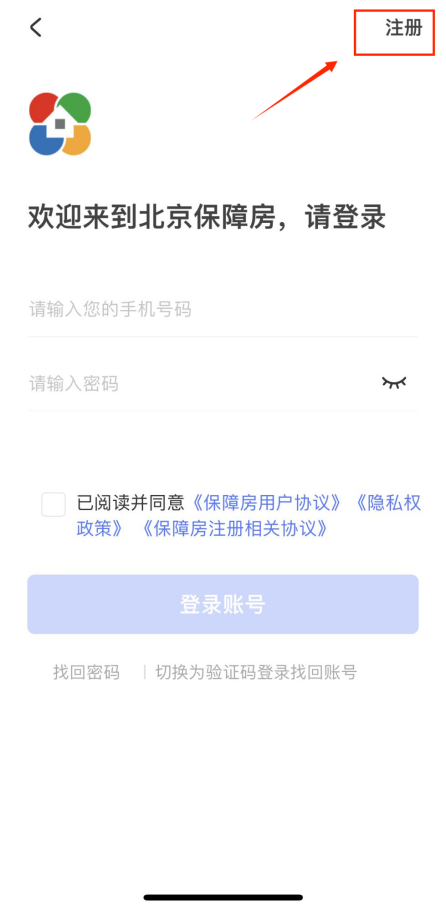 注册
欢迎来到北京保障房，请登录
请输入您的手机号码
请输入密码
已阅读并同意《保障房用户协议》《隐私权
政策》《保障房注册相关协议》
登录账号
找回密码 | 切换为验证码登录找回账号